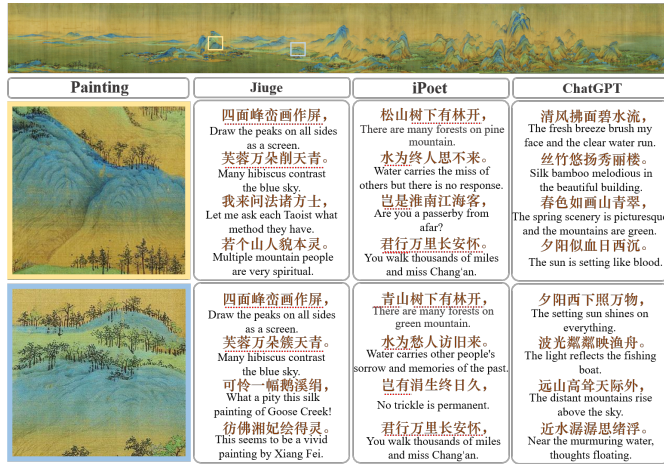 Painting
Jiuge
iPoet
ChatGPT
四面峰峦画作屏，
Draw the peaks on all sides
as a screen.
芙蓉万朵削天青。
Many hibiscus contrast
the blue sky.
我来问法诸方士，
Let me ask each Taoist what
method they have.
若个山人貌本灵。
Multiple mountain people
are very spiritual.
松山树下有林开，
There are many forests on pine
mountain.
水为终人思不来。
Water carries the miss of
others but there is no response.
岂是淮南江海客，
Are you a passerby from
afar?
君行万里长安怀。
You walk thousands of miles
and miss Chang'an.
清风拂面碧水流，
The fresh breeze brush my
face and the clear water run.
丝竹悠扬秀丽楼。
Silk bamboo melodious in
the beautiful building.
春色如画山青翠，
The spring scenery is picturesque
and the mountains are green.
夕阳似血日西沉。
The sun is setting like blood.
四面峰峦画作屏，
Draw the peaks on all sides
as a screen.
芙蓉万朵簇天青。
Many hibiscus contrast
the blue sky.
可怜一幅鹅溪绢，
What a pity this silk
painting of Goose Creek!
彷佛湘妃绘得灵。
This seems to be a vivid
painting by Xiang Fei.
青山树下有林开，
There are many forests on
green mountain.
水为愁人访旧来。
Water carries other people's
sorrow and memories of the past.
岂有涓生终日久，
No trickle is permanent.
君行万里长安怀，
You walk thousands of miles
and miss Chang'an.
夕阳西下照万物，
The setting sun shines on
everything.
波光粼粼映渔舟。
The light reflects the fishing
boat.
远山高耸天际外，
The distant mountains rise
above the sky.
近水潺潺思绪浮。
Near the murmuring water,
thoughts floating.